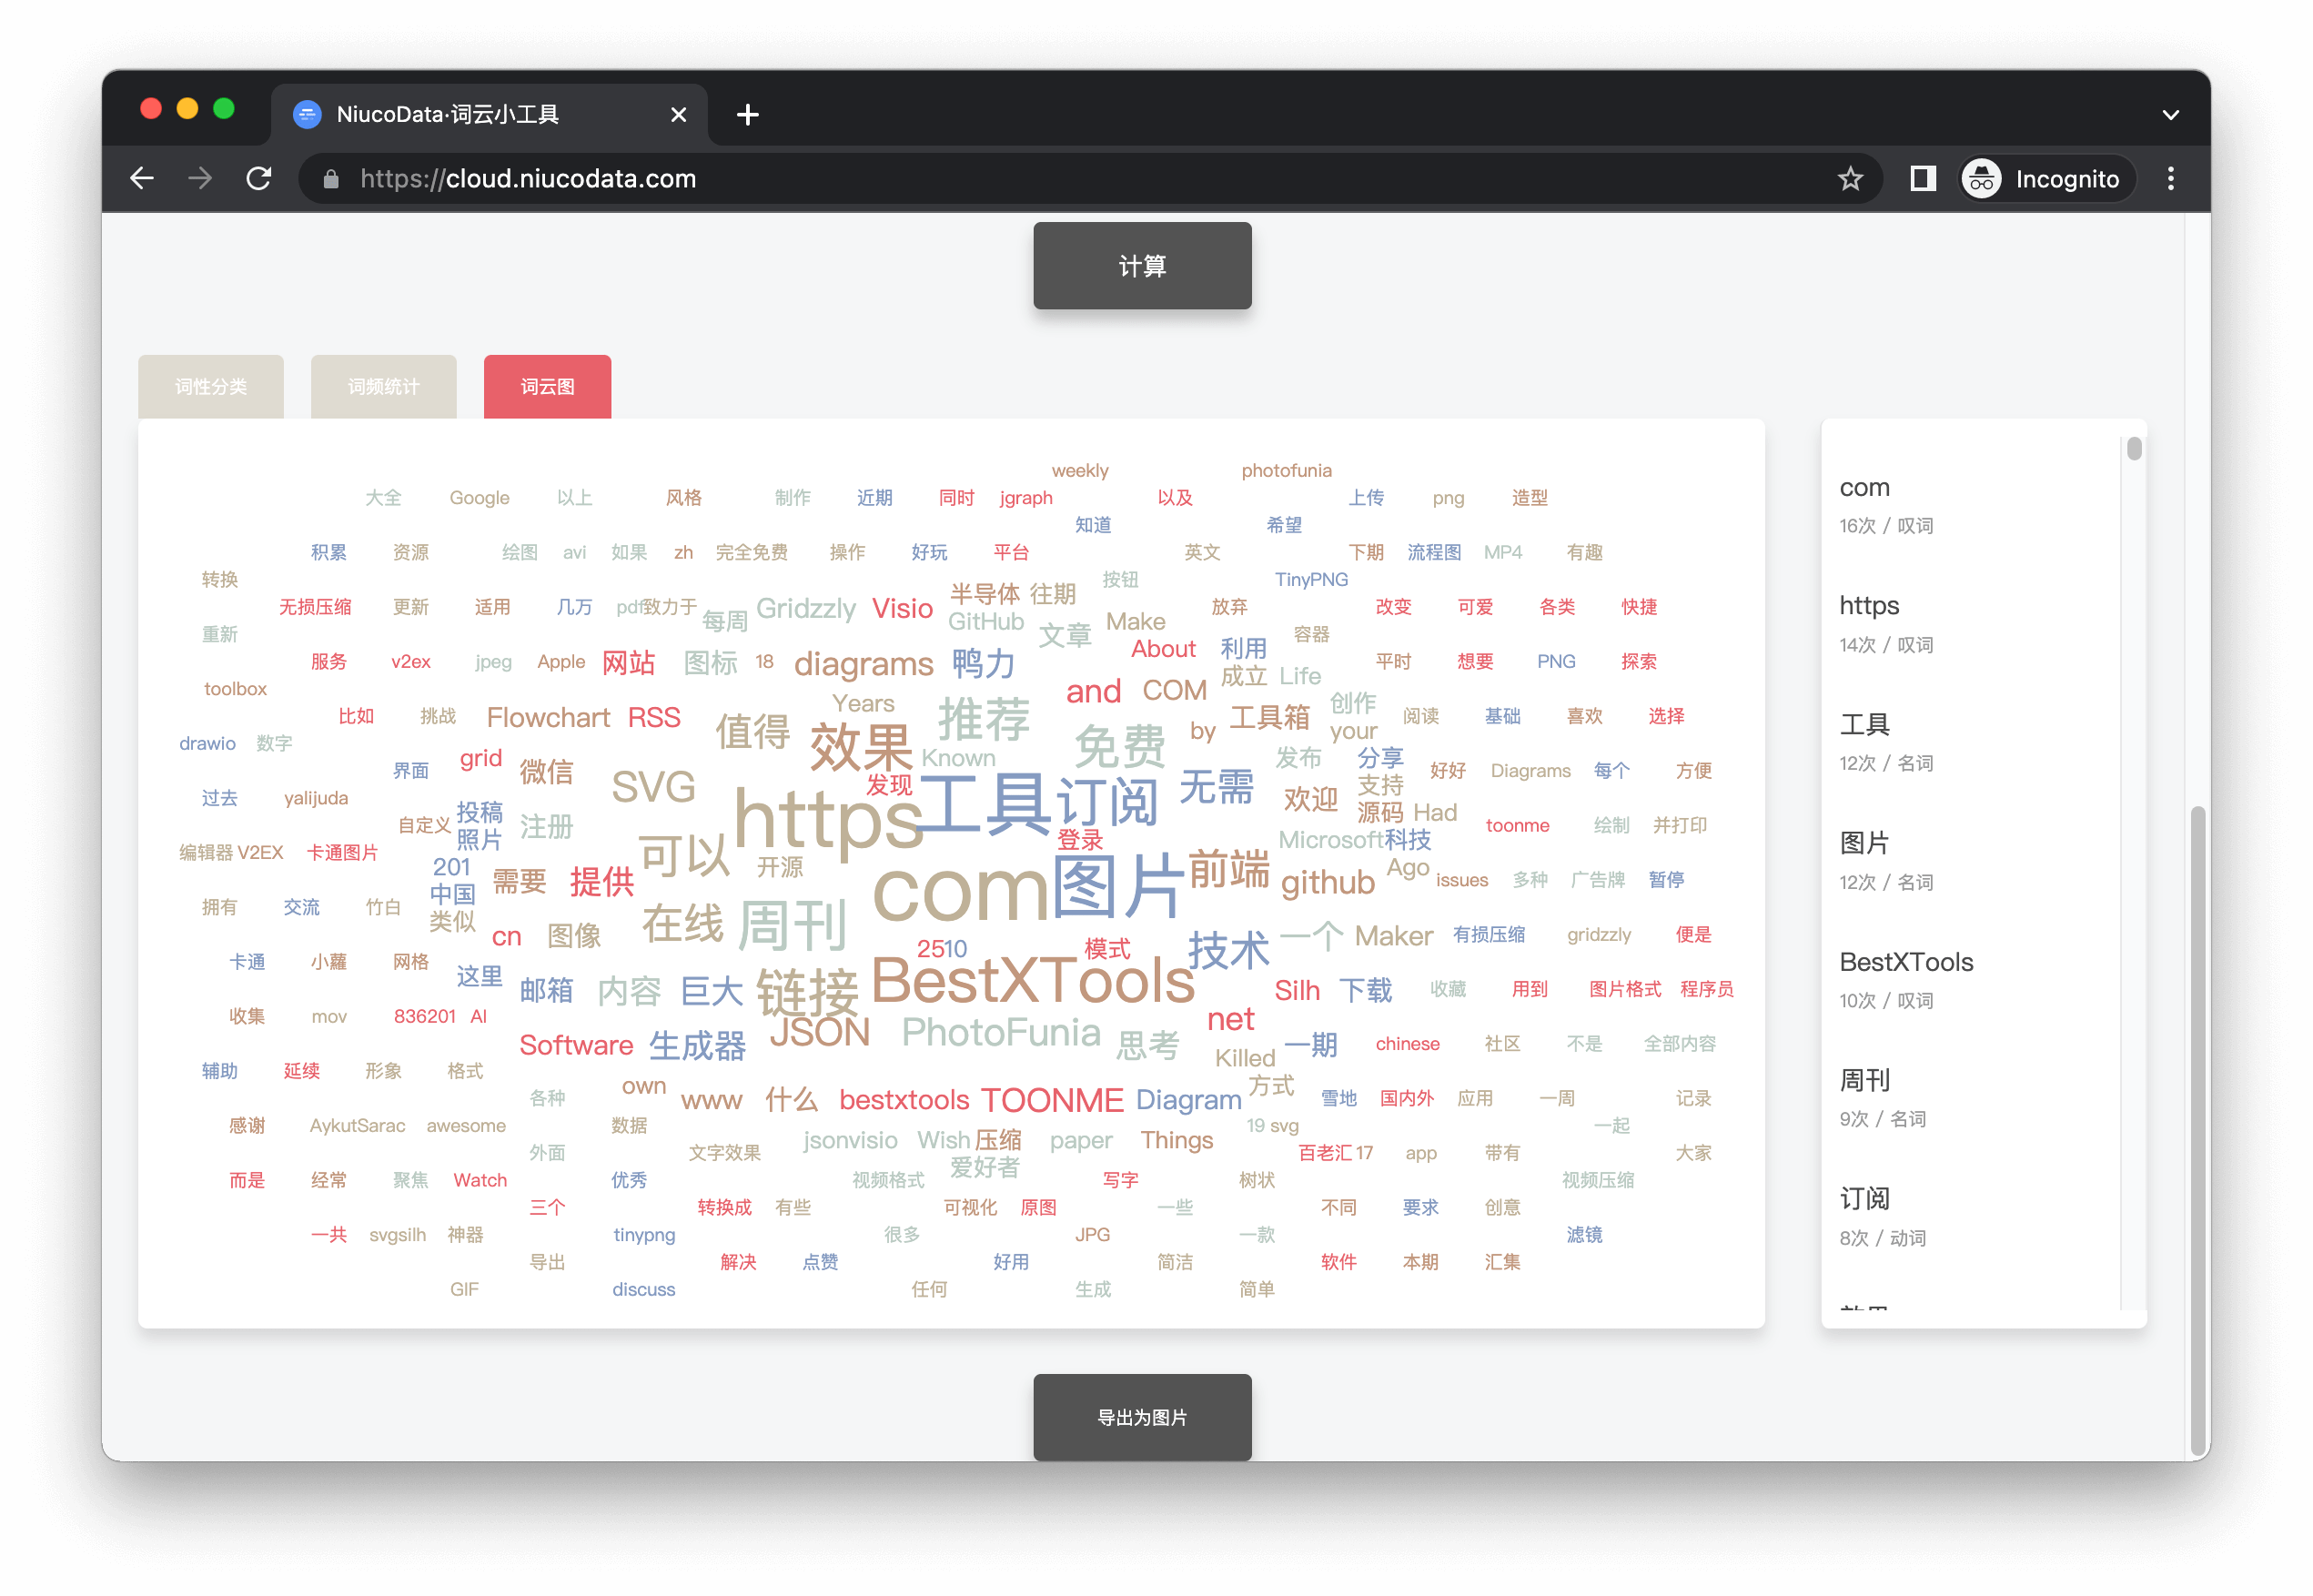 NiucoData·词云小工具
https://cloud.niucodata.com
Incognito
计算
词性分类 词频统计 词云图
weekly photofunia
大全 Google 以上 风格 制作 近期 同时 jgraph 以及 上传 png 造型
知道 希望
积累 资源 绘图 avi 如果 zh 完全免费 操作 好玩 平台 英文 下期 流程图 MP4 有趣
转换 按钮 TinyPNG
半导体 往期
无损压缩 更新 适用 几万 pdf 致力于 每周 Gridzzly Visio GitHub Make 放弃 改变 可爱 各类 快捷
重新 文章 容器
About 利用
服务 v2ex jpeg Apple 网站 图标 18 diagrams 鸭力 平时 想要 PNG 探索
成立 Life
toolbox and COM
Years 推荐 创作
比如 挑战 Flowchart RSS 值得 工具箱 阅读 基础 喜欢 选择
by your
drawio 数字 效果 免费
grid Known 发布 分享
界面 微信 好好 Diagrams 每个 方便
SVG 发现 无需 支持
过去 yalijuda 工具 订阅 欢迎
投稿 源码 Had
自定义 注册 https toonme 绘制 并打印
照片 登录 Microsoft 科技
编辑器 V2EX 卡通图片 可以
201 开源 前端 Ago
需要 提供 com 图片 github issues 多种 广告牌 暂停
中国
拥有 交流 竹白
类似 在线 周刊
cn 图像 一个 Maker 有损压缩 gridzzly 便是
2510 模式 技术
卡通 小蘿 网格
这里 BestXTools
邮箱 内容 巨大 链接 Silh 下载 收藏 用到 图片格式 程序员
收集 mov 836201 AI net
JSON PhotoFunia
Software 生成器 思考 一期 chinese 社区 不是 全部内容
Killed
辅助 延续 形象 格式
own 方式
各种 www 什么 bestxtools TOONME Diagram 雪地 国内外 应用 一周 记录
感谢 AykutSarac awesome 数据 19 svg 一起
jsonvisio Wish 压缩 paper Things
外面 文字效果 百老汇 17 app 带有 大家
爱好者
而是 经常 聚焦 Watch 优秀 视频格式 写字 树状 视频压缩
三个 转换成 有些 可视化 原图 一些 不同 要求 创意
一共 svgsilh 神器 tinypng 很多 JPG 一款 滤镜
导出 解决 点赞 好用 简洁 软件 本期 汇集
GIF discuss 任何 生成 简单
com
16次 / 叹词
https
14次 / 叹词
工具
12次 / 名词
图片
12次 / 名词
BestXTools
10次 / 叹词
周刊
9次 / 名词
订阅
8次 / 动词
导出为图片